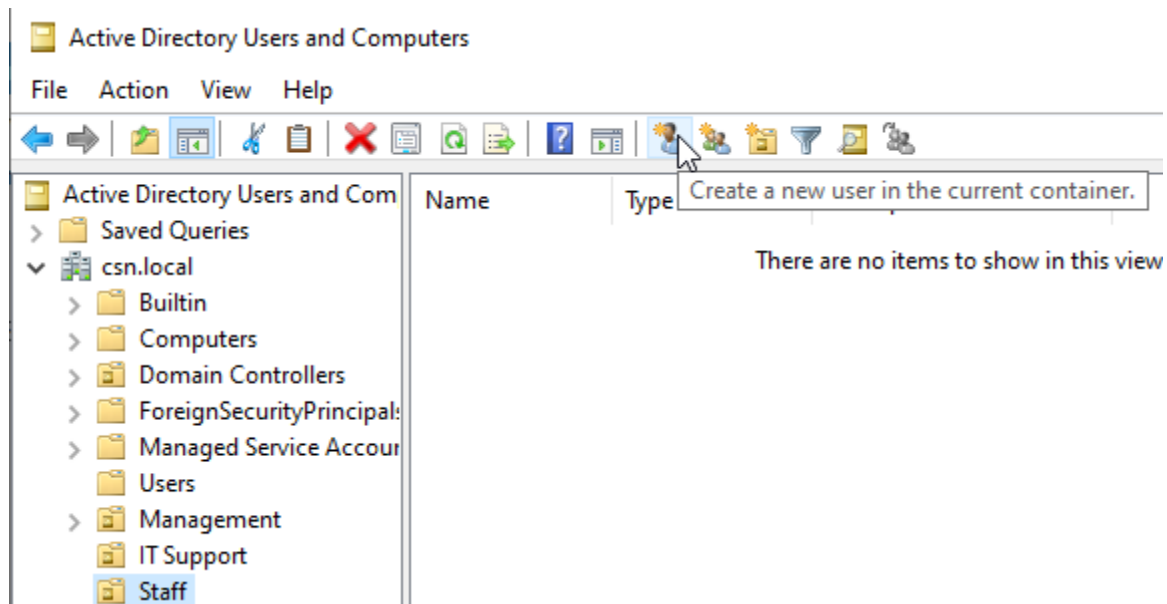 Active Directory Users and Computers
File Action View Help
Active Directory Users and Com
Name Type
Create a new user in the current container.
Saved Queries
csn.local
There are no items to show in this view
Builtin
Computers
Domain Controllers
ForeignSecurityPrincipals
Managed Service Accour
Users
Management
IT Support
Staff